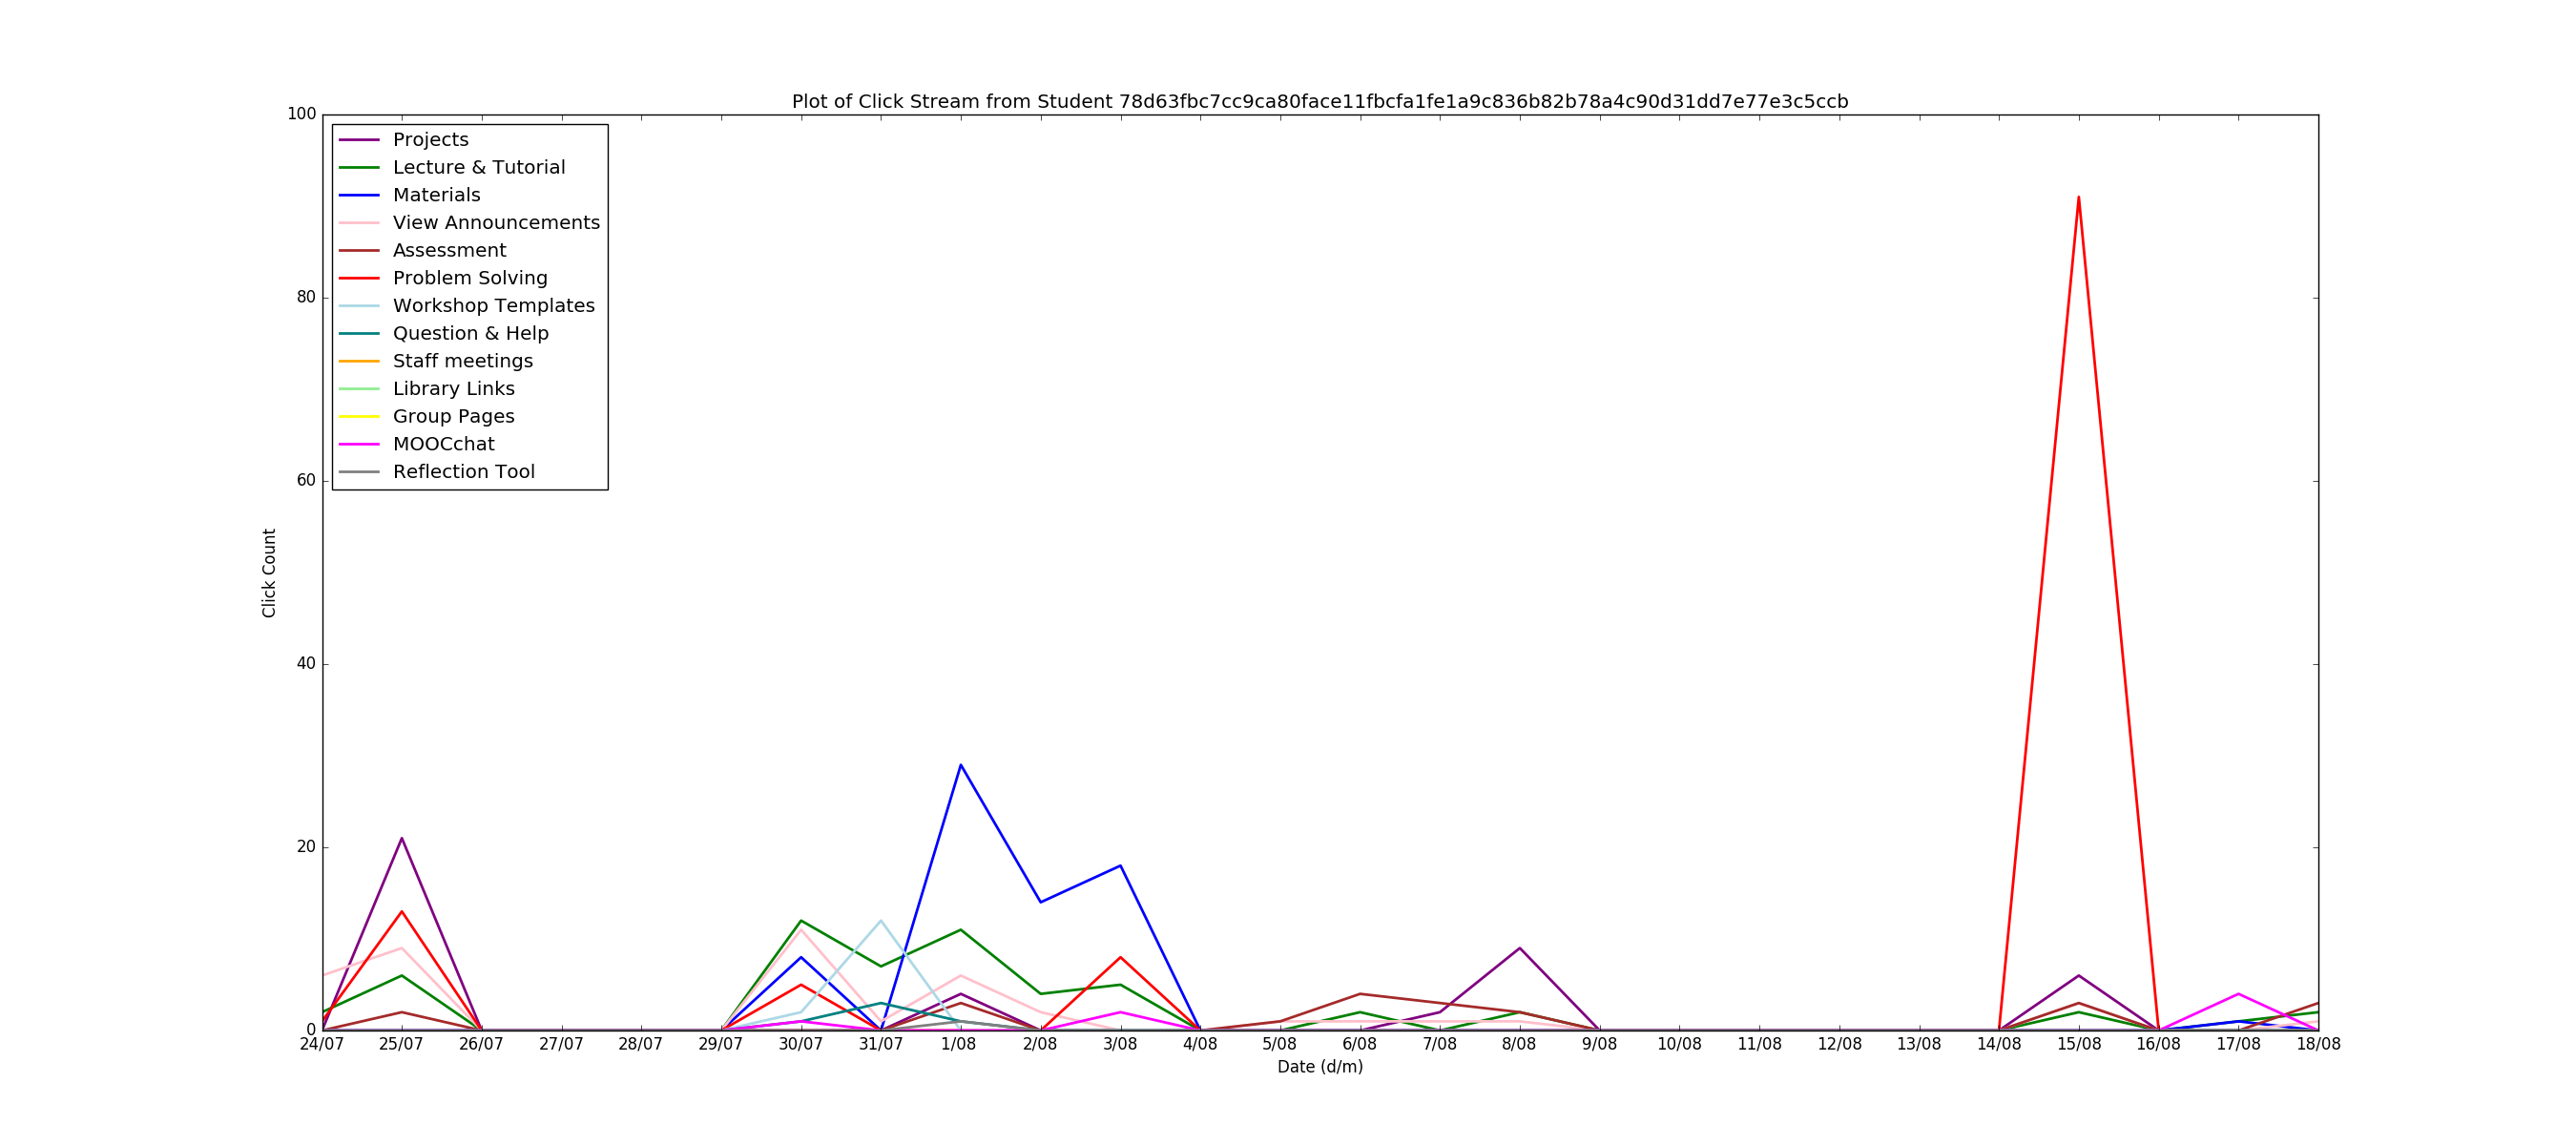 Plot of Click Stream from Student 78d63fbc7cc9ca80face11fbcfa1fe1a9c836b82b78a4c90d31dd7e77e3c5ccb
100
80
60
40
20
0
Click Count
Projects
Lecture & Tutorial
Materials
View Announcements
Assessment
Problem Solving
Workshop Templates
Question & Help
Staff meetings
Library Links
Group Pages
MOOCchat
Reflection Tool
24/07 25/07 26/07 27/07 28/07 29/07 30/07 31/07 1/08 2/08 3/08 4/08 5/08 6/08 7/08 8/08 9/08 10/08 11/08 12/08 13/08 14/08 15/08 16/08 17/08 18/08
Date (d/m)